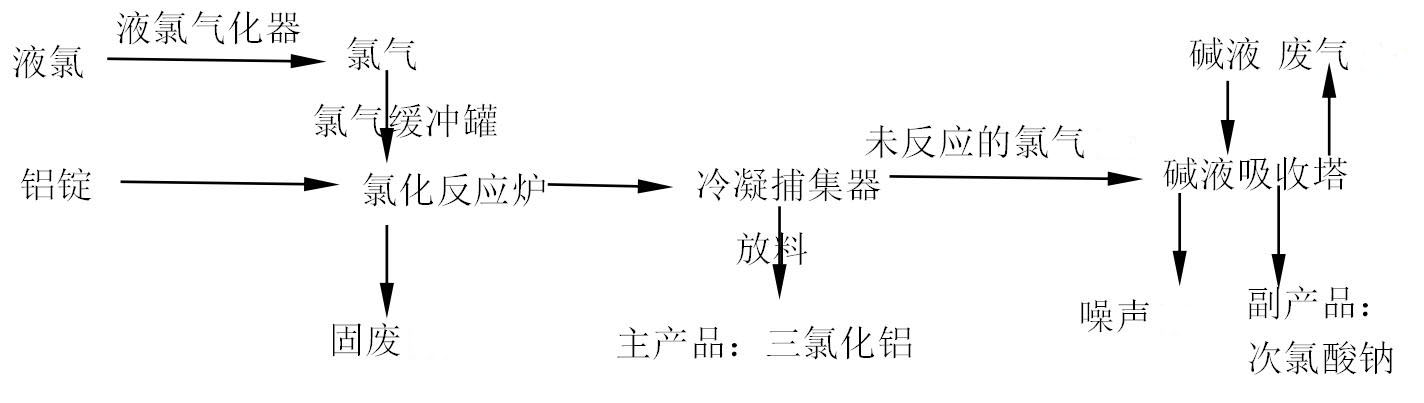 液氯
液氯气化器
氯气
碱液
废气
氯气缓冲罐
未反应的氯气
铝锭
氯化反应炉
冷凝捕集器
碱液吸收塔
放料
固废
主产品：三氯化铝
噪声
副产品：
次氯酸钠